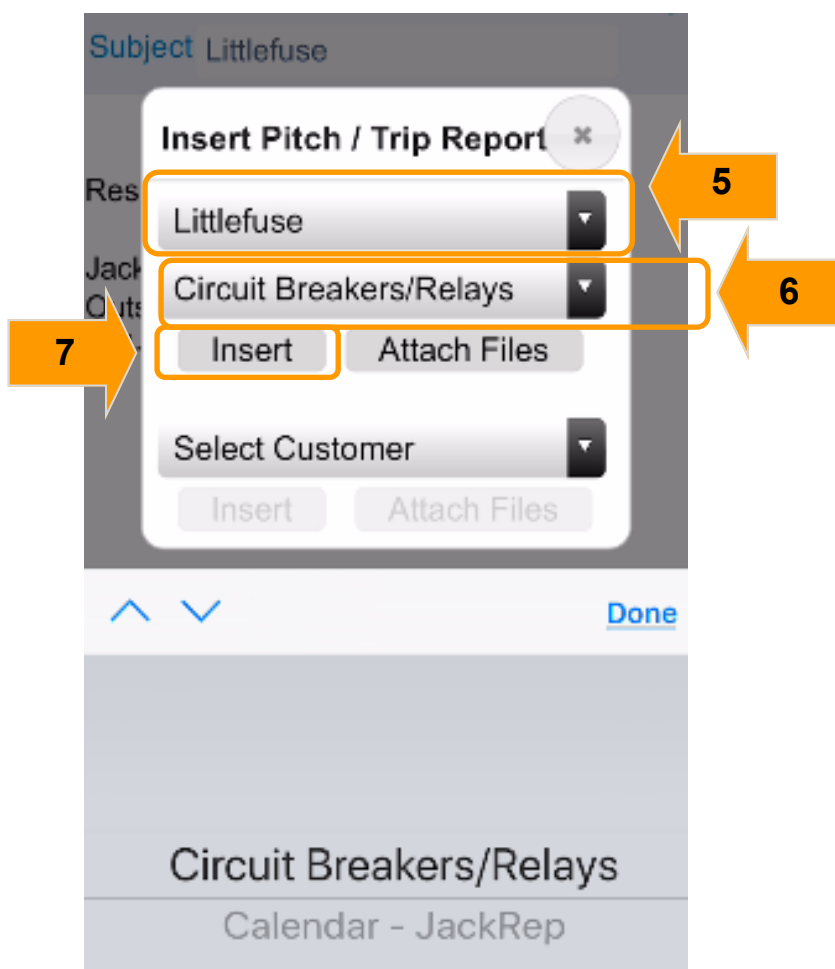 Subject Littlefuse
Insert Pitch / Trip Report
×
5
Res
Littlefuse
Jack
Circuit Breakers/Relays
6
Outs
7
Insert Attach Files
Select Customer
Insert Attach Files
Done
Circuit Breakers/Relays
Calendar - JackRep